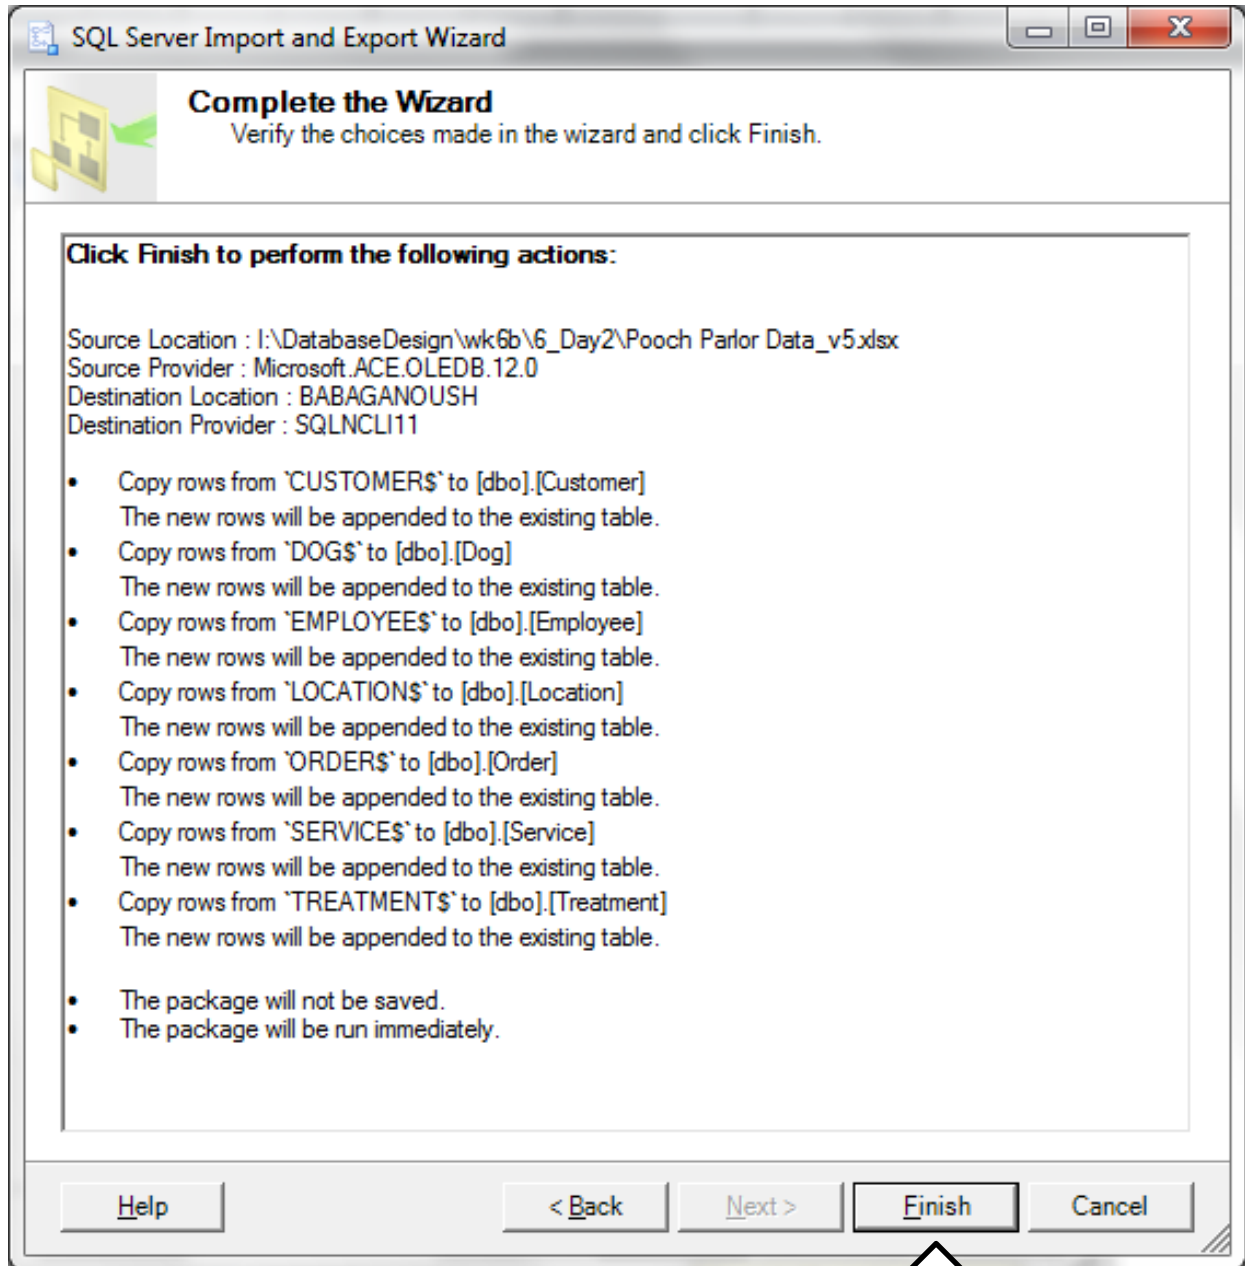 SQL Server Import and Export Wizard
Complete the Wizard
Verify the choices made in the wizard and click Finish.
Click Finish to perform the following actions:
Source Location : I:\DatabaseDesign\wk6b\6_Day2\Pooch Parlor Data_v5.xlsx
Source Provider : Microsoft.ACE.OLEDB.12.0
Destination Location : BABAGANOUSH
Destination Provider : SQLNCLI11
• Copy rows from `CUSTOMER$` to [dbo].[Customer]
The new rows will be appended to the existing table.
• Copy rows from `DOG$` to [dbo].[Dog]
The new rows will be appended to the existing table.
• Copy rows from `EMPLOYEE$` to [dbo].[Employee]
The new rows will be appended to the existing table.
• Copy rows from `LOCATION$` to [dbo].[Location]
The new rows will be appended to the existing table.
• Copy rows from `ORDER$` to [dbo].[Order]
The new rows will be appended to the existing table.
• Copy rows from `SERVICE$` to [dbo].[Service]
The new rows will be appended to the existing table.
• Copy rows from `TREATMENT$` to [dbo].[Treatment]
The new rows will be appended to the existing table.
• The package will not be saved.
• The package will be run immediately.
Help < Back Next > Finish Cancel